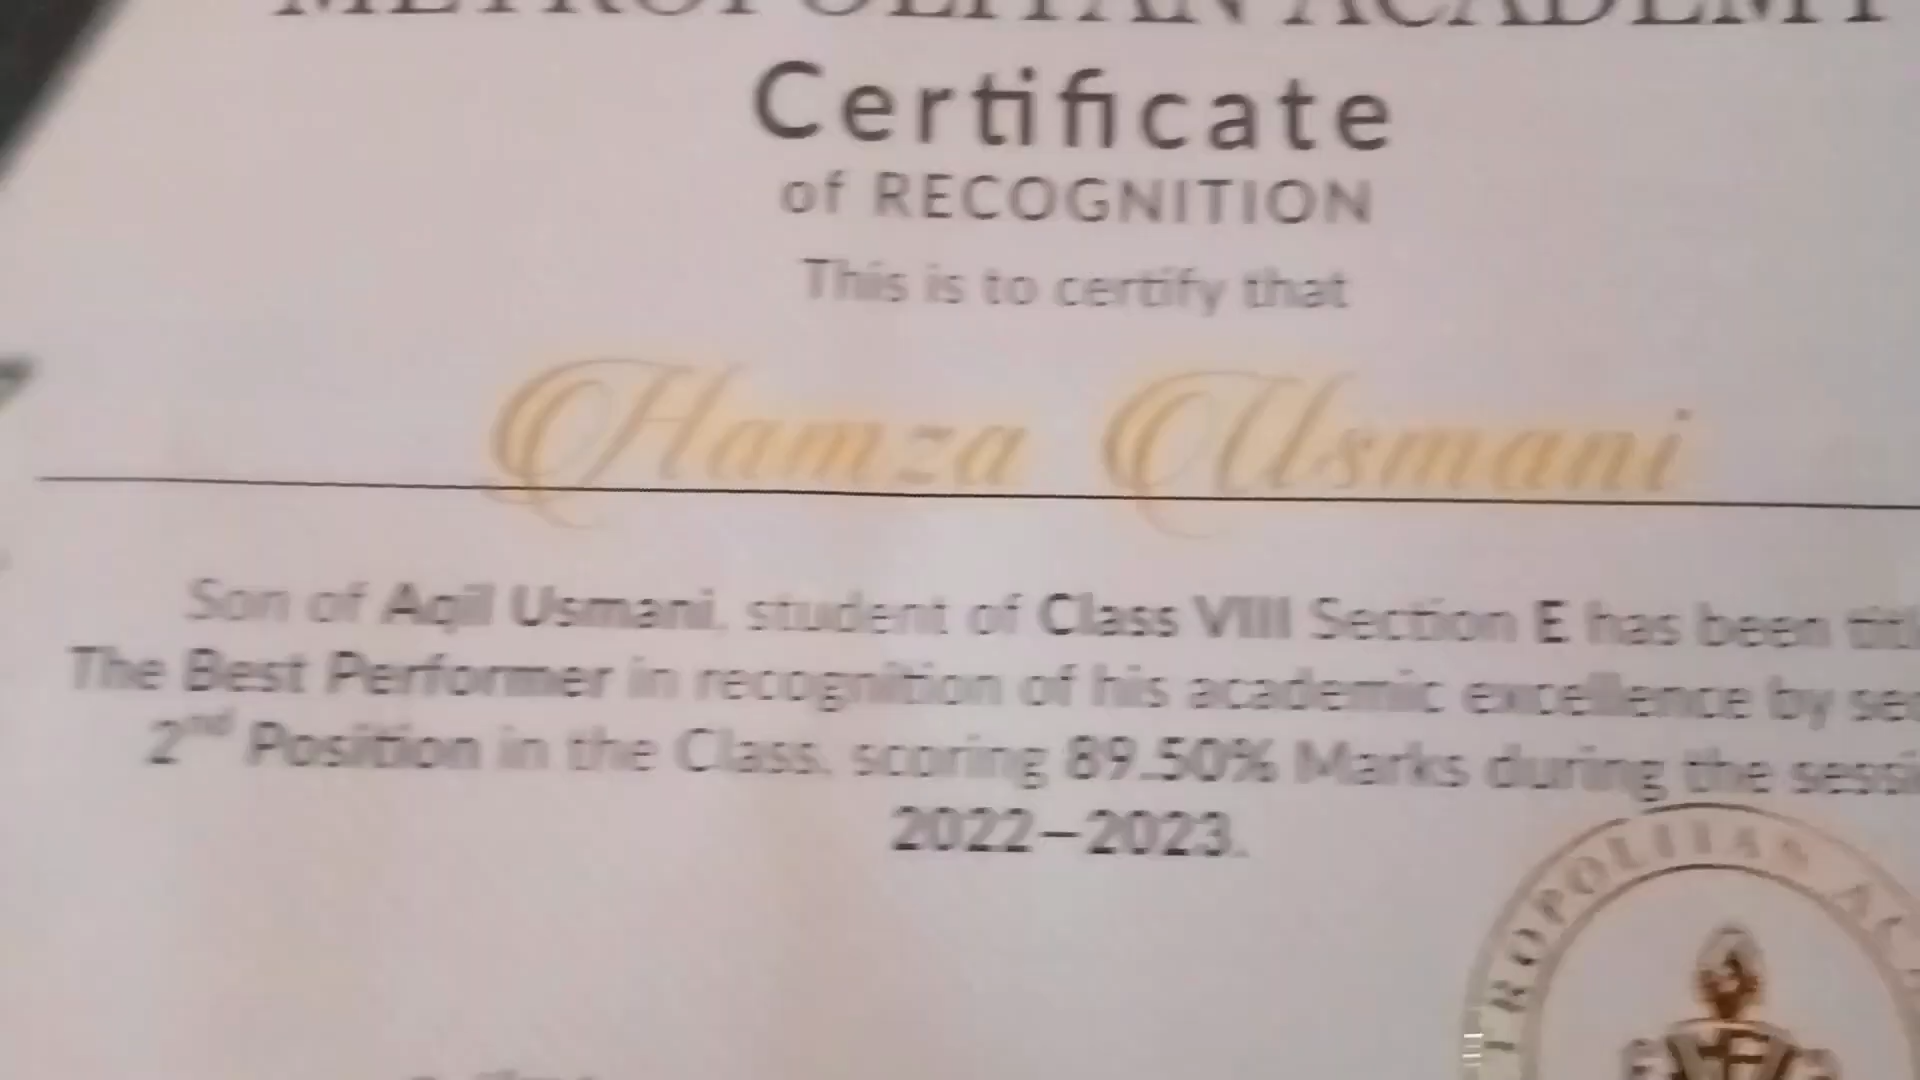 METROPOLITAN ACADEMY
Certificate
of RECOGNITION
This is to certify that
Hamza Usmani
Son of Aqil Usmani, student of Class VIII Section E has been
The Best Performer in recognition of his academic excellence by
2nd Position in the Class, scoring 89.50% Marks during the
2022–2023.